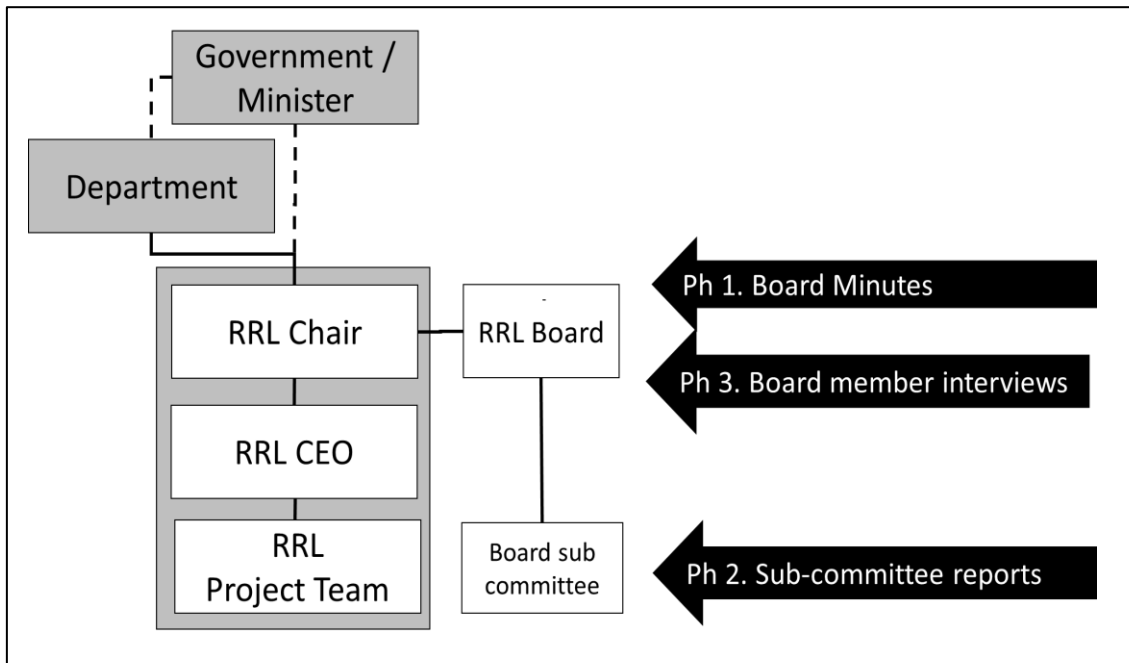 Government /
Minister
Department
RRL Chair
-
RRL Board
Ph 1. Board Minutes
Ph 3. Board member interviews
RRL CEO
RRL
Project Team
Board sub
committee
Ph 2. Sub-committee reports